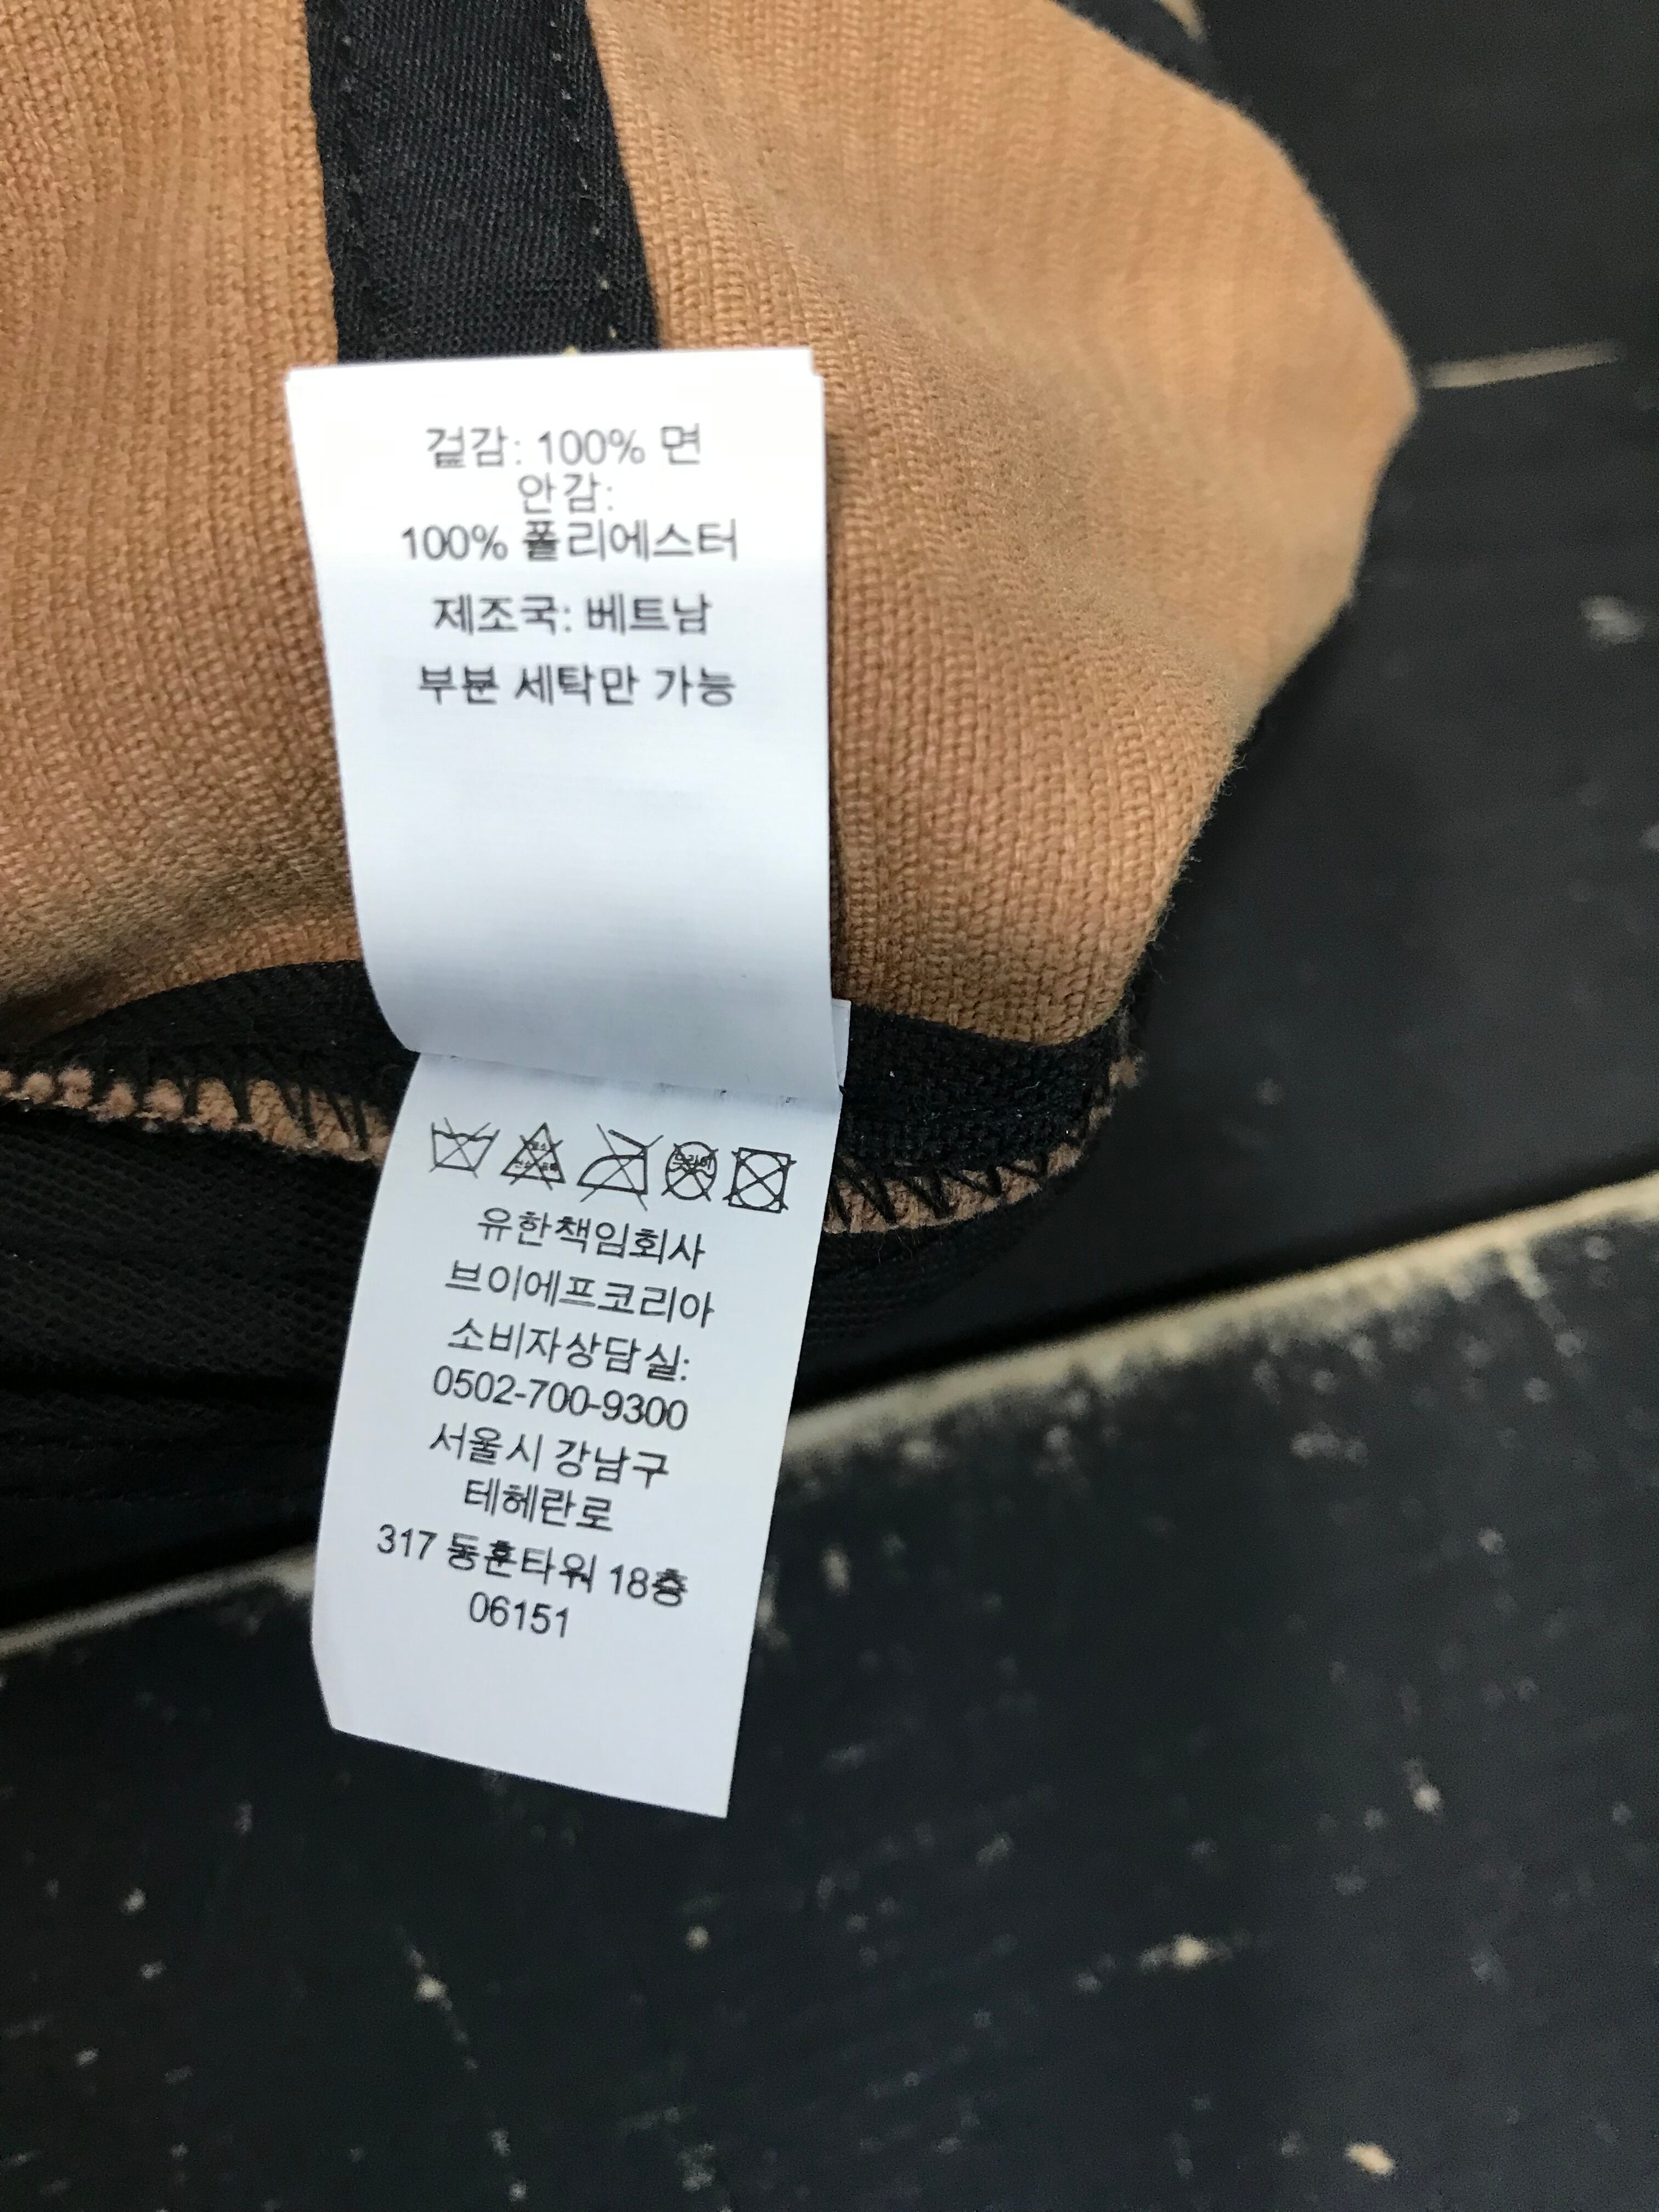 겉감: 100% 면
안감:
100% 폴리에스터
제조국: 베트남
부분 세탁만 가능
유한책임회사
브이에프코리아
소비자상담실:
0502-700-9300
서울시 강남구
테헤란로
317 동훈타워 18층
06151